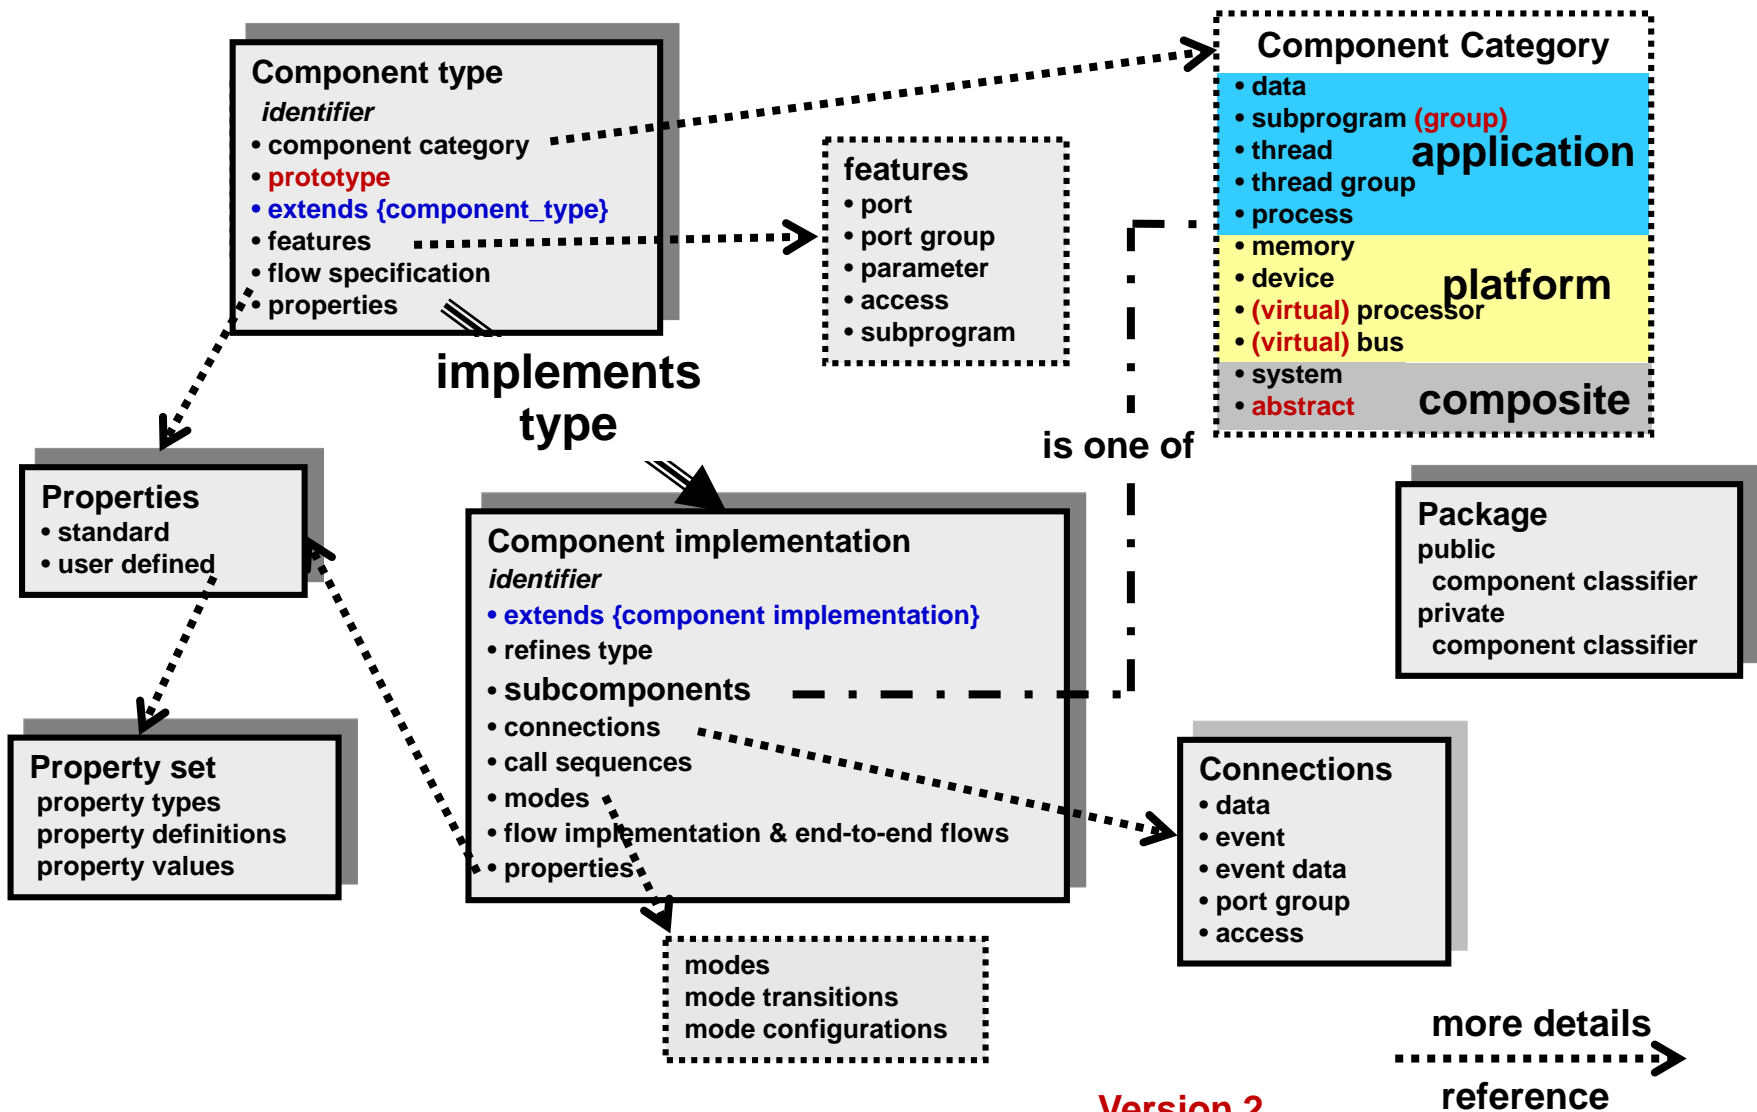 Component type
identifier
• component category
• prototype
• extends {component_type}
• features
• flow specification
• properties
features
• port
• port group
• parameter
• access
• subprogram
Component Category
• data
• subprogram (group)
• thread
• thread group
• process
application
• memory
• device
• (virtual) processor
• (virtual) bus
platform
• system
• abstract
composite
implements
type
is one of
Properties
• standard
• user defined
Property set
property types
property definitions
property values
Component implementation
identifier
• extends {component implementation}
• refines type
• subcomponents
• connections
• call sequences
• modes
• flow implementation & end-to-end flows
• properties
modes
mode transitions
mode configurations
Package
public
component classifier
private
component classifier
Connections
• data
• event
• event data
• port group
• access
more details
reference
Version 2